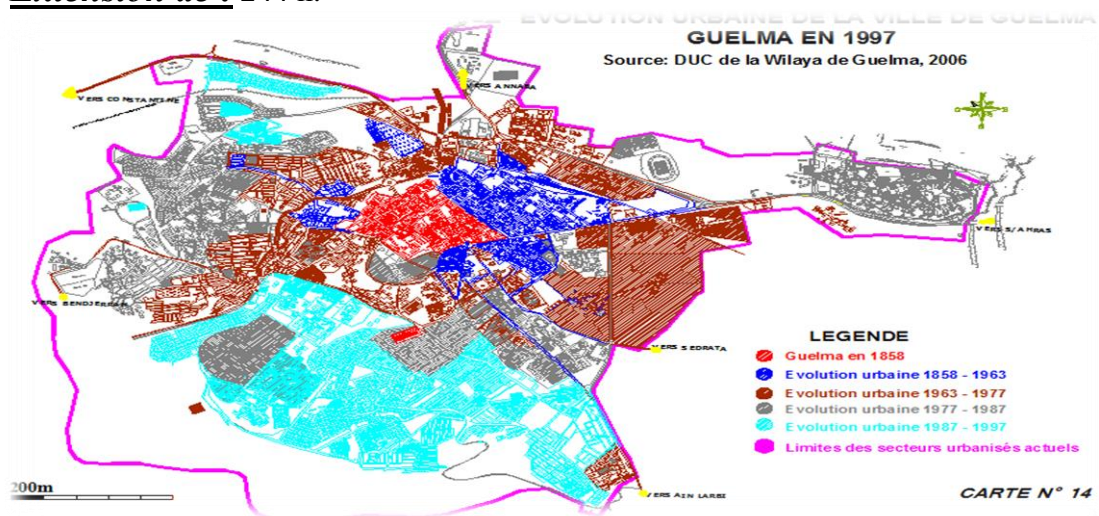 EVOLUTION URBAINE DE LA VILLE DE GUELMA
GUELMA EN 1997
Source: DUC de la Wilaya de Guelma, 2006
VERS ANNABA
VERS CONSTANTINE
VERS S/AHRAS
VERS SEDRATA
VERS AIN LARBI
LEGENDE
Guelma en 1858
Evolution urbaine 1858 - 1963
Evolution urbaine 1963 - 1977
Evolution urbaine 1977 - 1987
Evolution urbaine 1987 - 1997
Limites des secteurs urbanisés actuels
200m
CARTE N° 14